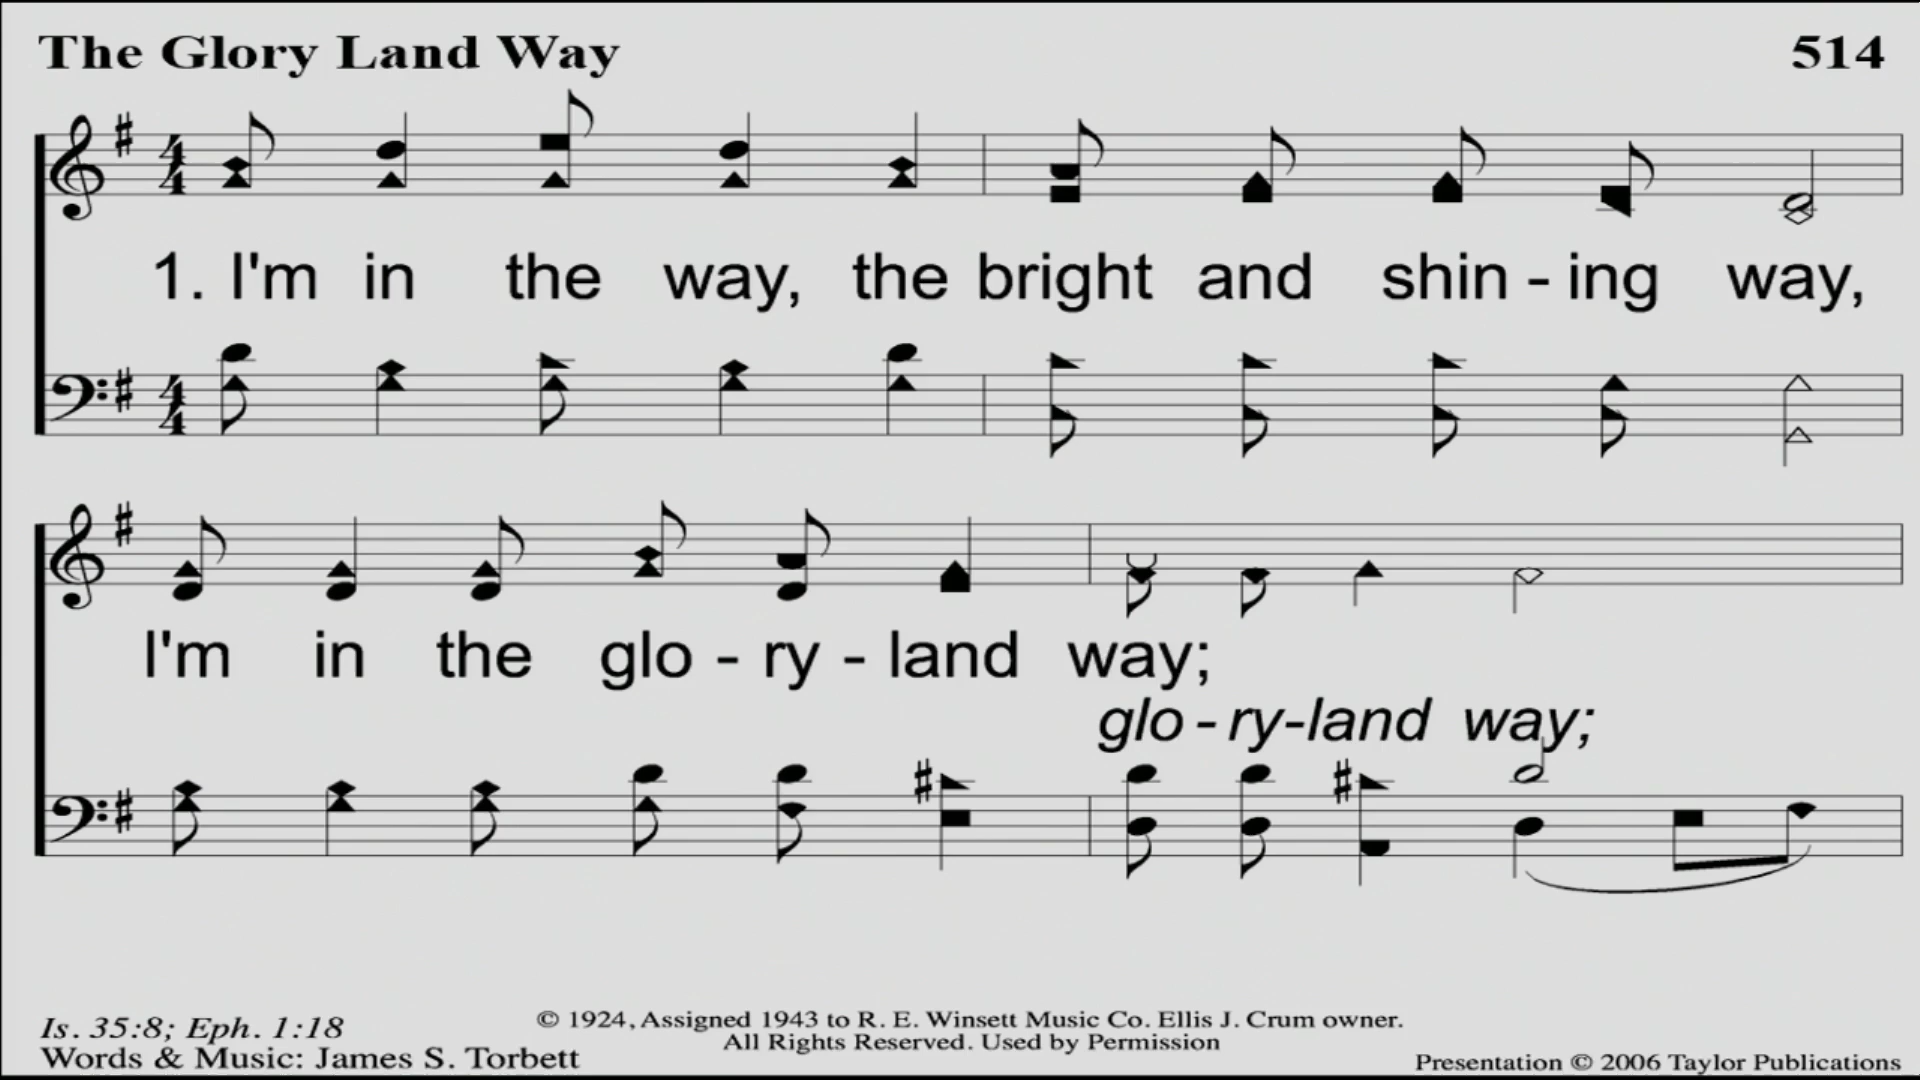 The Glory Land Way 514
1. I'm in the way, the bright and shin - ing way,
I'm in the glo - ry - land way;
glo - ry-land way;
Is. 35:8; Eph. 1:18
Words & Music: James S. Torbett
© 1924, Assigned 1943 to R. E. Winsett Music Co. Ellis J. Crum owner.
All Rights Reserved. Used by Permission
Presentation © 2006 Taylor Publications